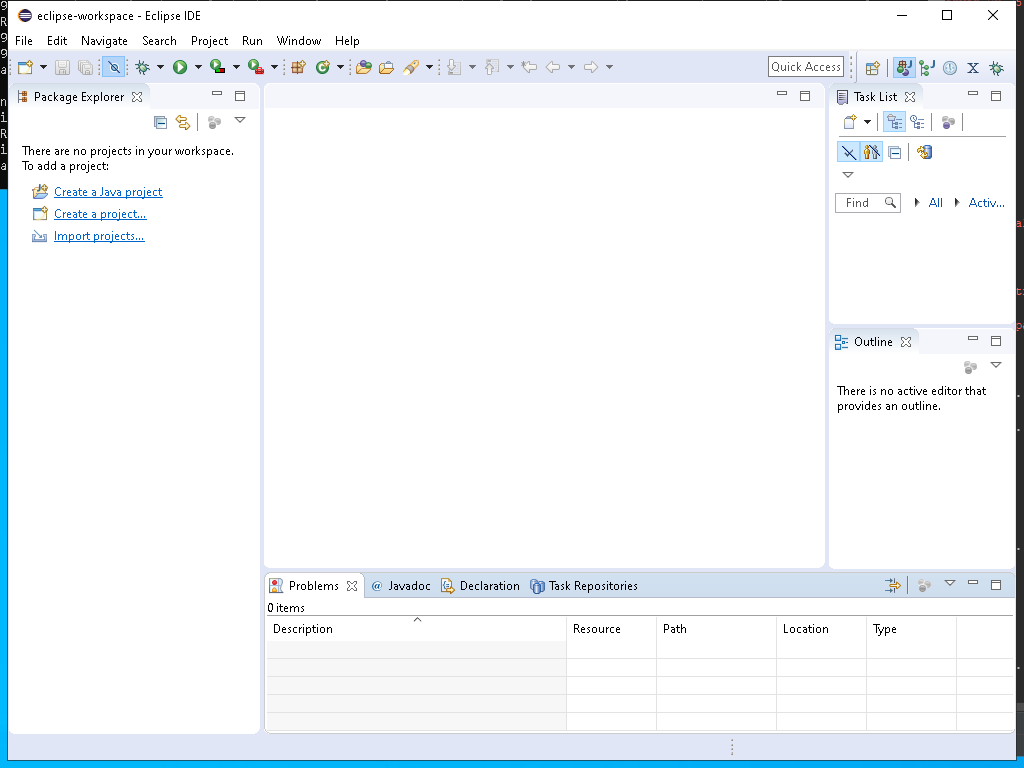 eclipse-workspace - Eclipse IDE
File Edit Navigate Search Project Run Window Help
Quick Access
Package Explorer
There are no projects in your workspace.
To add a project:
Create a Java project
Create a project...
Import projects...
Task List
Find
All
Activ...
Outline
There is no active editor that
provides an outline.
Problems
@ Javadoc
Declaration
Task Repositories
0 items
Description Resource Path Location Type